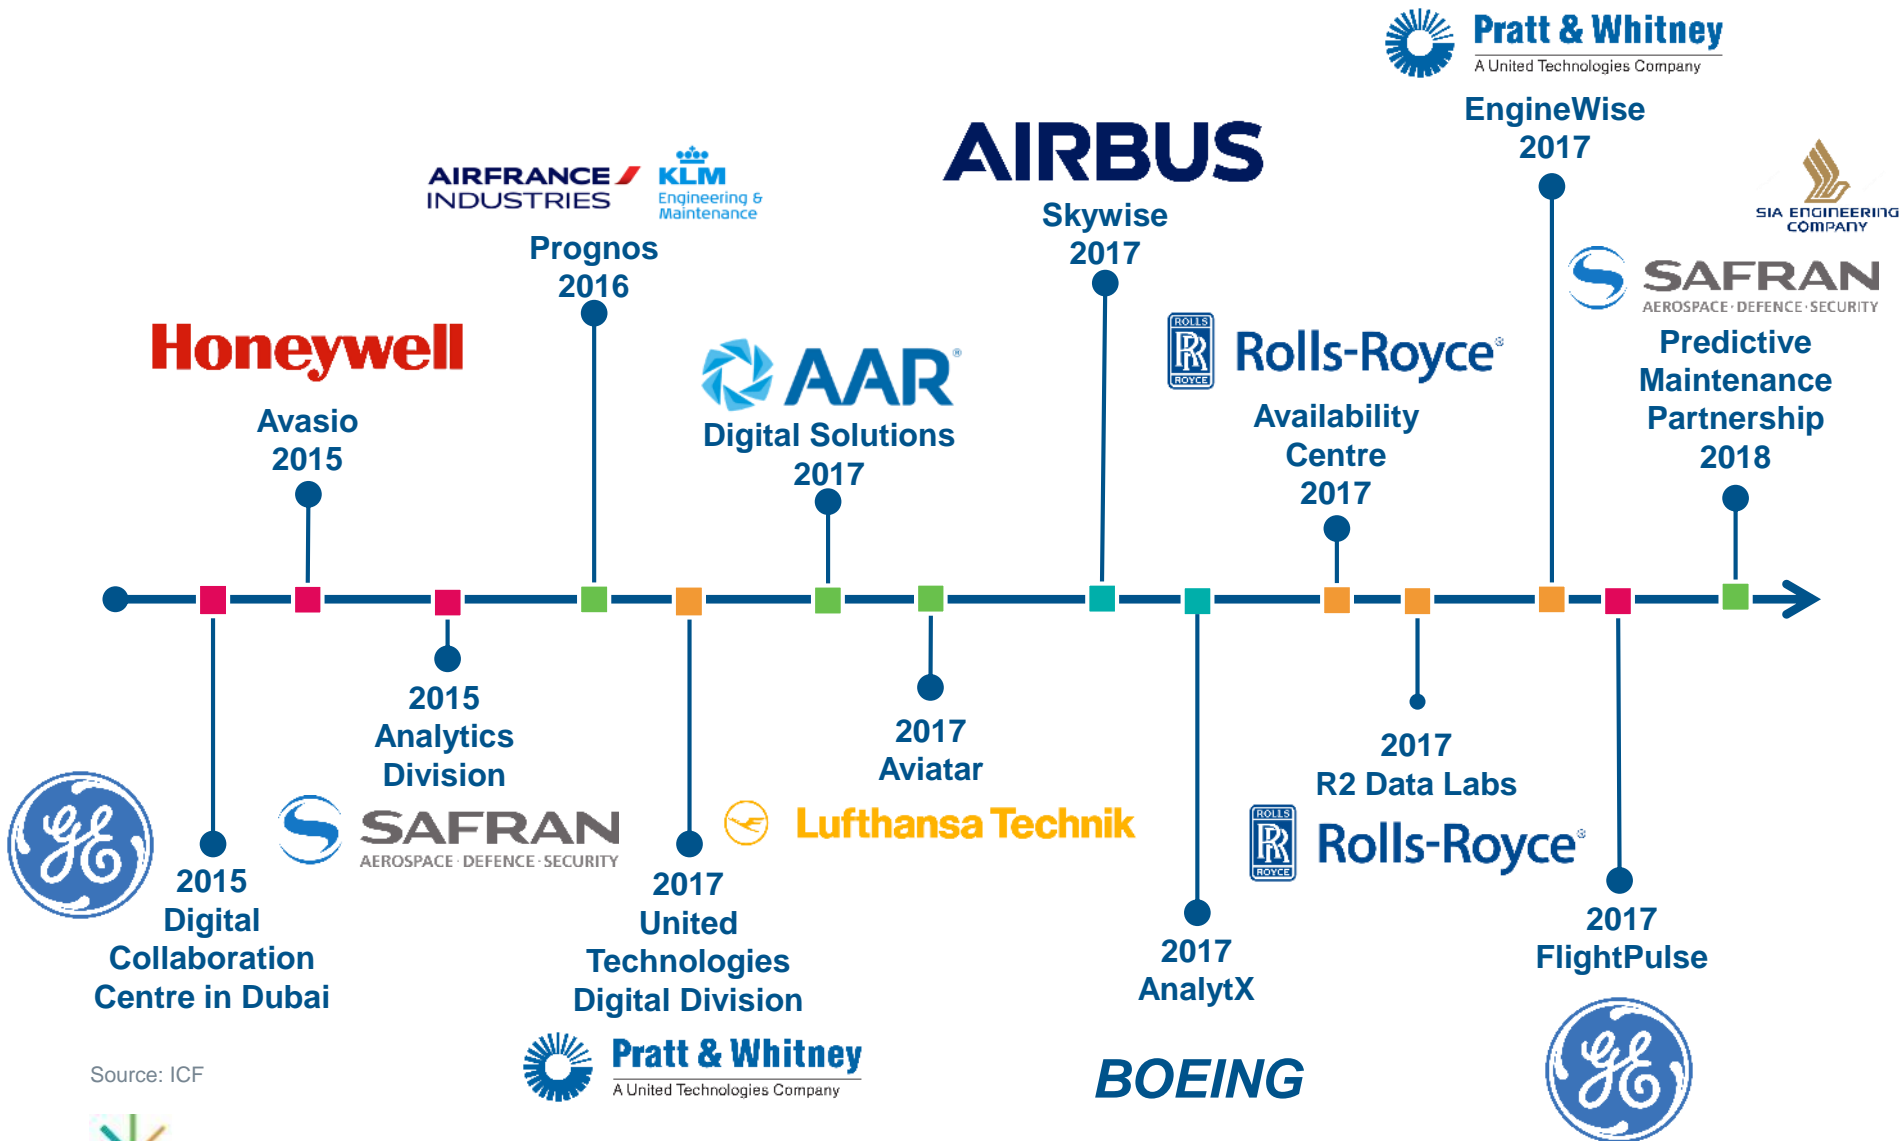 Pratt & Whitney
A United Technologies Company
EngineWise
2017
AIRBUS
Skywise
2017
AIRFRANCE
INDUSTRIES
KLM
Engineering &
Maintenance
Prognos
2016
SIA ENGINEERING
COMPANY
SAFRAN
AEROSPACE · DEFENCE · SECURITY
Predictive
Maintenance
Partnership
2018
Honeywell
Avasio
2015
AAR®
Digital Solutions
2017
ROLLS
RR
ROYCE
Rolls-Royce®
Availability
Centre
2017
2015
Analytics
Division
SAFRAN
AEROSPACE · DEFENCE · SECURITY
2017
Aviatar
Lufthansa Technik
2017
R2 Data Labs
ROLLS
RR
ROYCE
Rolls-Royce®
GE
2015
Digital
Collaboration
Centre in Dubai
2017
United
Technologies
Digital Division
Pratt & Whitney
A United Technologies Company
2017
AnalytX
BOEING
2017
FlightPulse
GE
Source: ICF